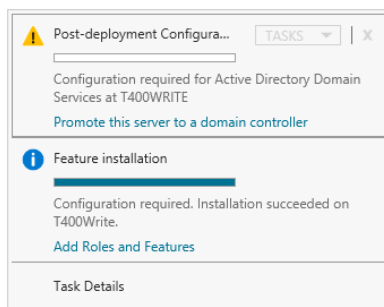 Post-deployment Configura... TASKS X
Configuration required for Active Directory Domain
Services at T400WRITE
Promote this server to a domain controller
Feature installation
Configuration required. Installation succeeded on
T400Write.
Add Roles and Features
Task Details